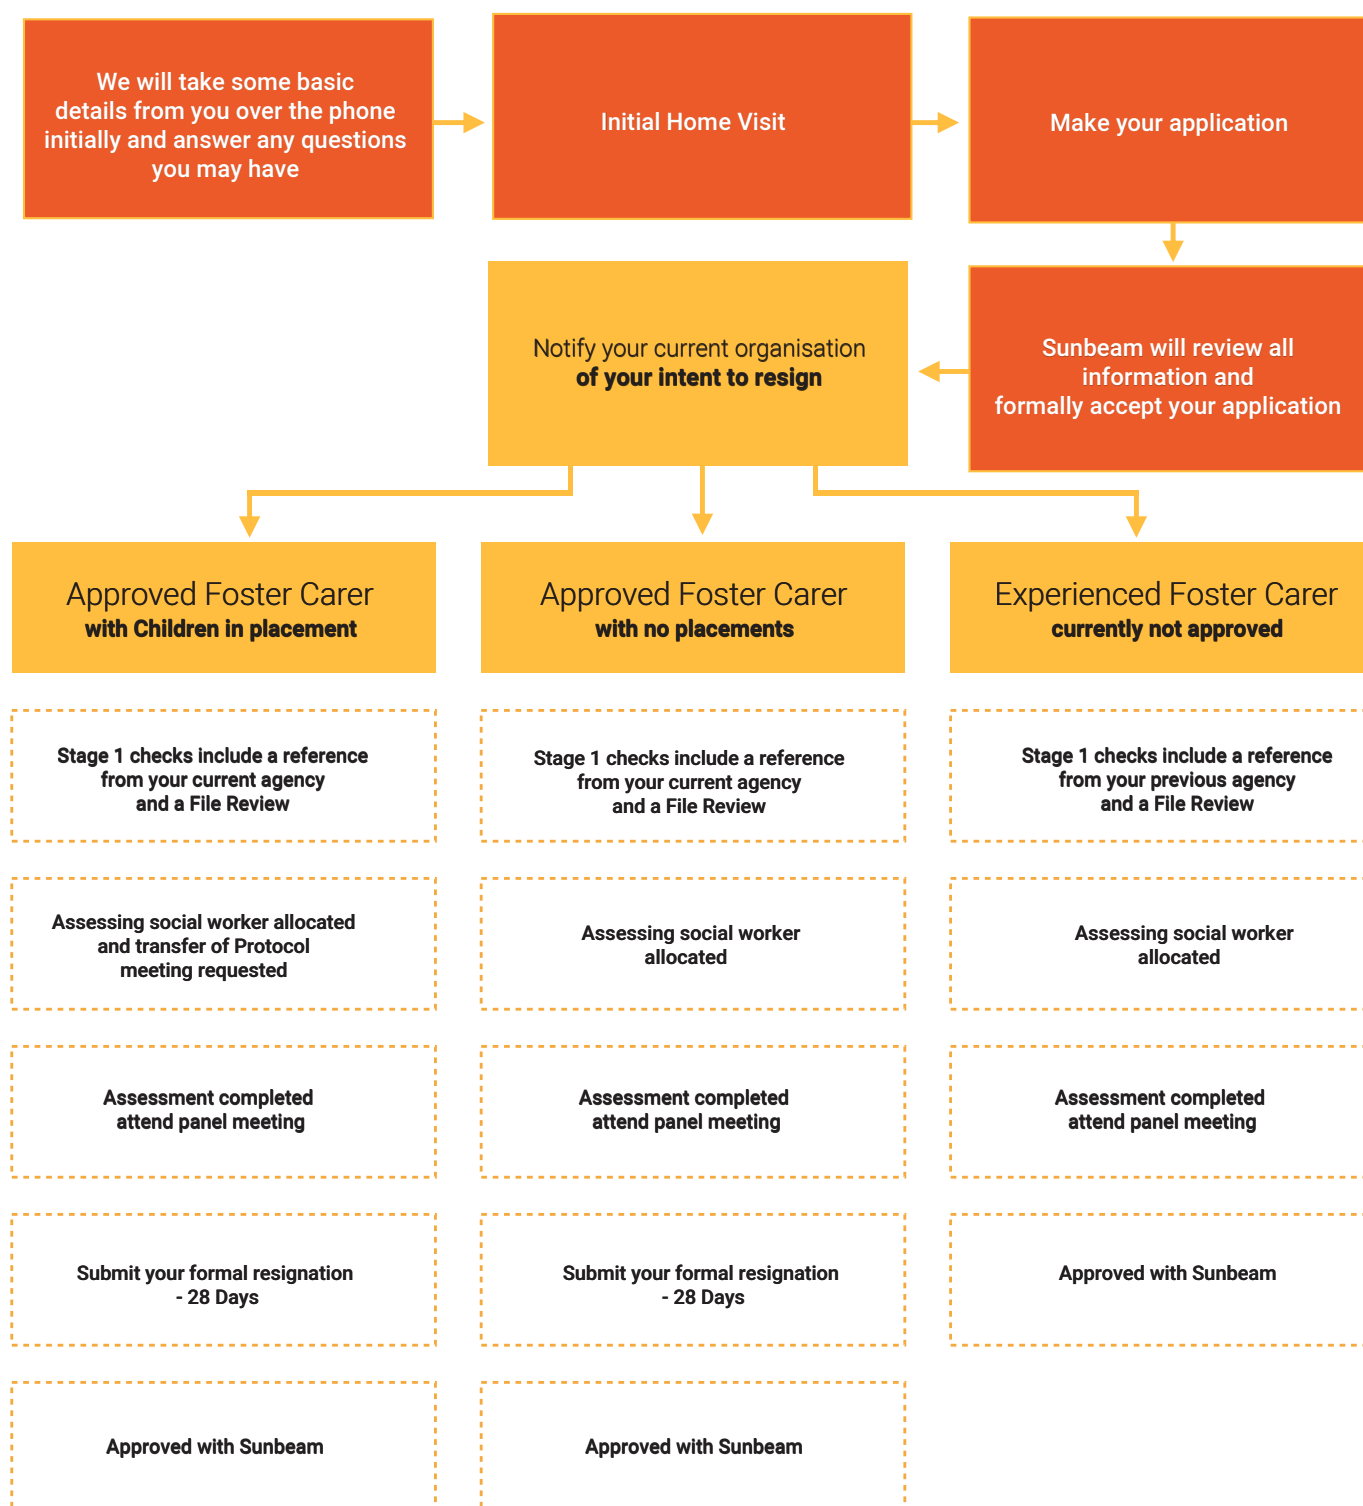 We will take some basic
details from you over the phone
initially and answer any questions
you may have
Initial Home Visit
Make your application
Sunbeam will review all
information and
formally accept your application
Notify your current organisation
of your intent to resign
Approved Foster Carer
with Children in placement
Stage 1 checks include a reference
from your current agency
and a File Review
Assessing social worker allocated
and transfer of Protocol
meeting requested
Assessment completed
attend panel meeting
Submit your formal resignation
- 28 Days
Approved with Sunbeam
Approved Foster Carer
with no placements
Stage 1 checks include a reference
from your current agency
and a File Review
Assessing social worker
allocated
Assessment completed
attend panel meeting
Submit your formal resignation
- 28 Days
Approved with Sunbeam
Experienced Foster Carer
currently not approved
Stage 1 checks include a reference
from your previous agency
and a File Review
Assessing social worker
allocated
Assessment completed
attend panel meeting
Approved with Sunbeam